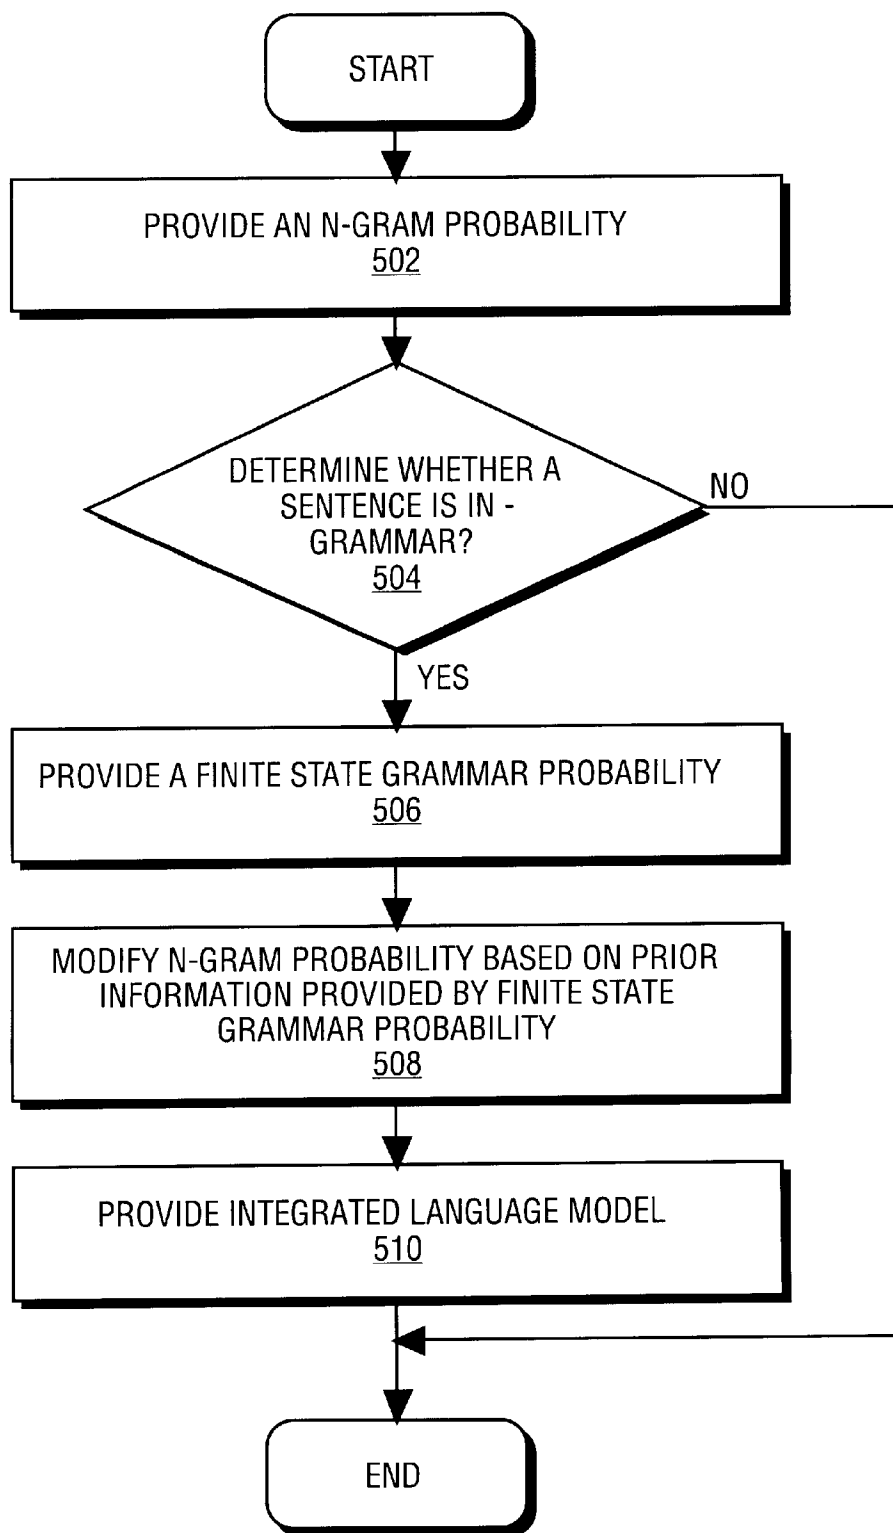 START
PROVIDE AN N-GRAM PROBABILITY
502
DETERMINE WHETHER A
SENTENCE IS IN -
GRAMMAR?
504
NO
YES
PROVIDE A FINITE STATE GRAMMAR PROBABILITY
506
MODIFY N-GRAM PROBABILITY BASED ON PRIOR
INFORMATION PROVIDED BY FINITE STATE
GRAMMAR PROBABILITY
508
PROVIDE INTEGRATED LANGUAGE MODEL
510
END